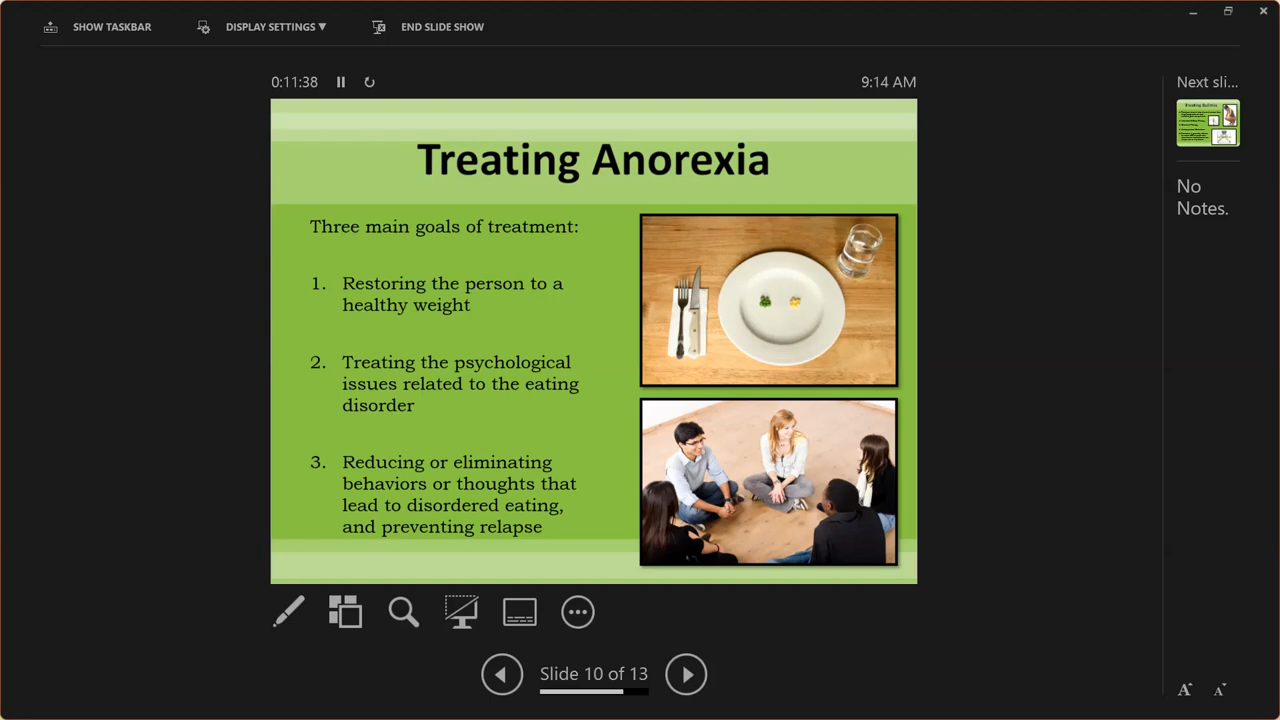 SHOW TASKBAR
DISPLAY SETTINGS ▼
END SLIDE SHOW
0:11:38
9:14 AM
Next sli...
Treating Anorexia
Three main goals of treatment:
1. Restoring the person to a
healthy weight
2. Treating the psychological
issues related to the eating
disorder
3. Reducing or eliminating
behaviors or thoughts that
lead to disordered eating,
and preventing relapse
No
Notes.
Slide 10 of 13
A
A